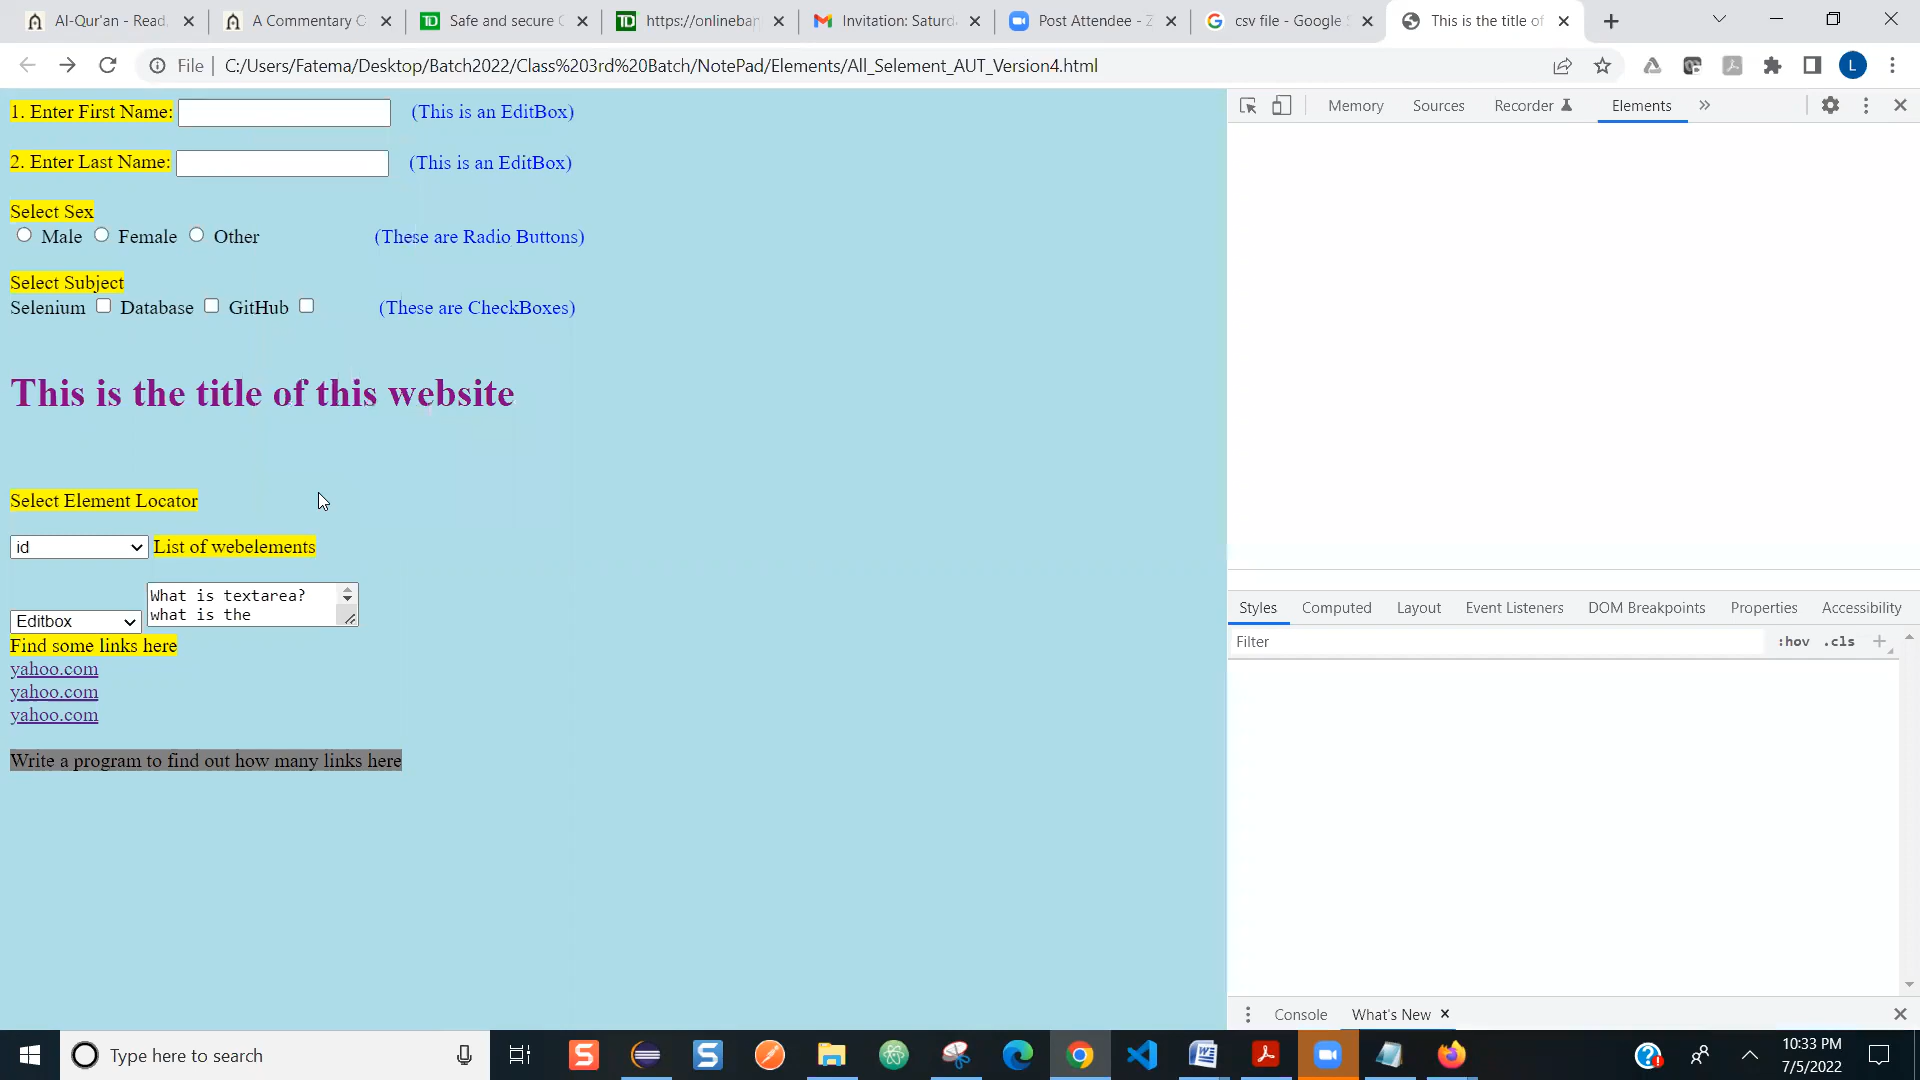 Al-Qur'an - Read,
A Commentary O
Safe and secure
https://onlineban
Invitation: Saturd
Post Attendee - Z
csv file - Google
This is the title of
File
C:/Users/Fatema/Desktop/Batch2022/Class%203rd%20Batch/NotePad/Elements/All_Selement_AUT_Version4.html
L
1. Enter First Name: (This is an EditBox)
2. Enter Last Name: (This is an EditBox)
Select Sex
Male Female Other (These are Radio Buttons)
Select Subject
Selenium Database GitHub (These are CheckBoxes)
This is the title of this website
Select Element Locator
id List of webelements
What is textarea?
what is the
Editbox
Find some links here
yahoo.com
yahoo.com
yahoo.com
Write a program to find out how many links here
Memory Sources Recorder Elements »
Styles Computed Layout Event Listeners DOM Breakpoints Properties Accessibility
Filter :hov .cls +
Console What's New ×
Type here to search
10:33 PM
7/5/2022